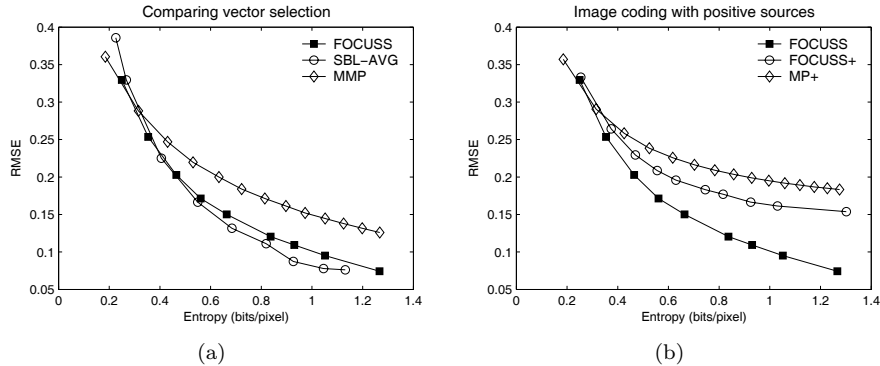 Comparing vector selection
0.4
0.35
0.3
0.25
0.2
0.15
0.1
0.05
RMSE
FOCUSS
SBL-AVG
MMP
0 0.2 0.4 0.6 0.8 1 1.2 1.4
Entropy (bits/pixel)
(a)
Image coding with positive sources
0.4
0.35
0.3
0.25
0.2
0.15
0.1
0.05
RMSE
FOCUSS
FOCUSS+
MP+
0 0.2 0.4 0.6 0.8 1 1.2 1.4
Entropy (bits/pixel)
(b)